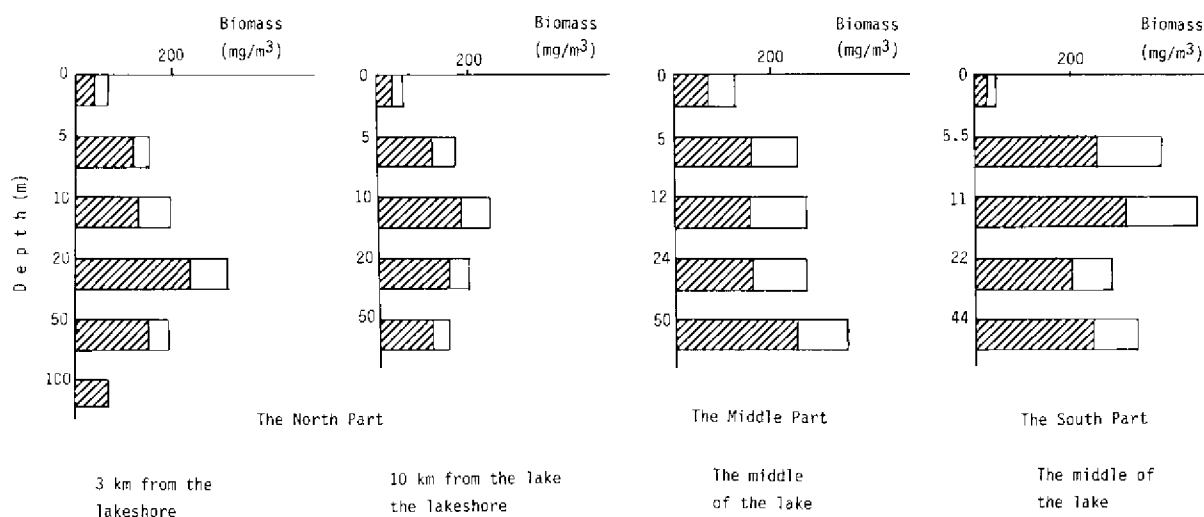 Biomass
(mg/m³)
200
0
5
10
20
50
100
Depth (m)
Biomass
(mg/m³)
200
0
5
10
20
50
Biomass
(mg/m³)
200
0
5
12
24
50
Biomass
(mg/m³)
200
0
5.5
11
22
44
The North Part
The Middle Part
The South Part
3 km from the
lakeshore
10 km from the lake
the lakeshore
The middle
of the lake
The middle of
the lake